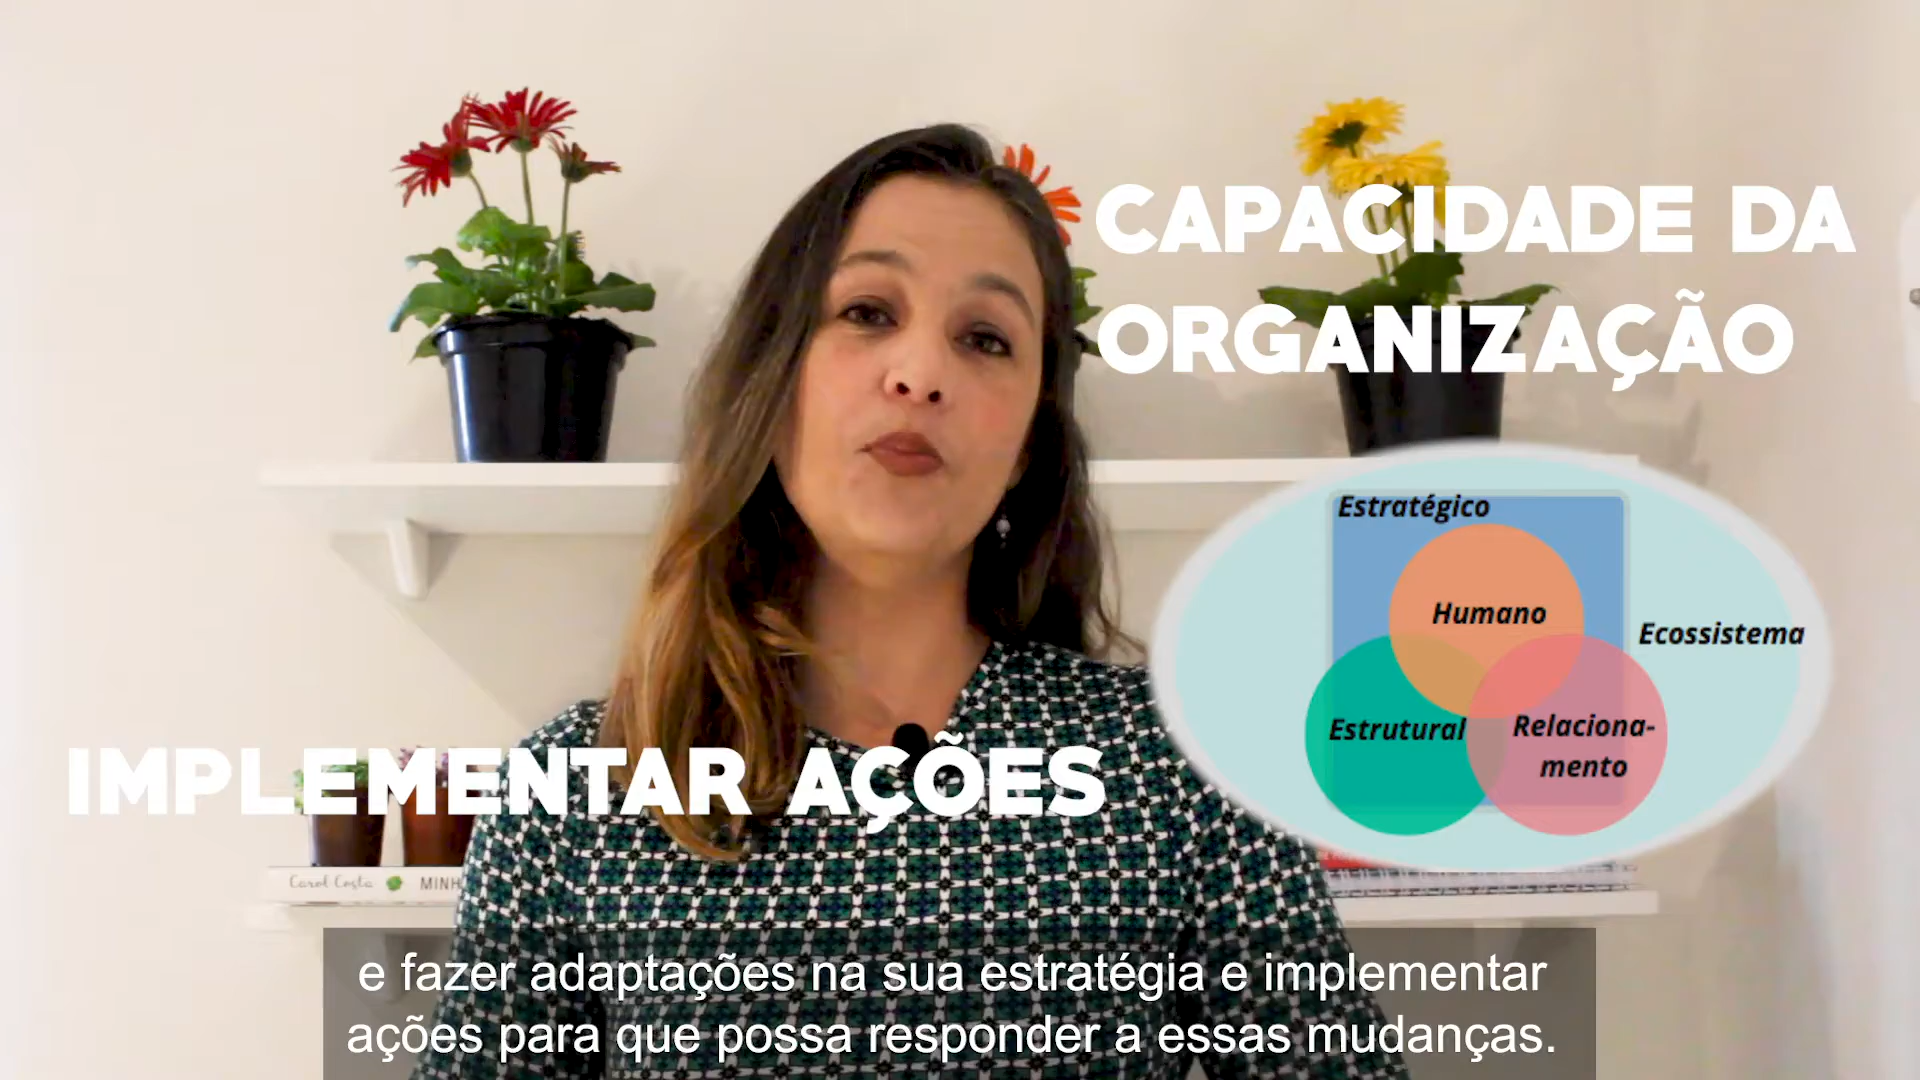 CAPACIDADE DA
ORGANIZAÇÃO
Estratégico
Humano
Ecossistema
Estrutural
Relaciona-
mento
IMPLEMENTAR AÇÕES
Carol Costa MINH
e fazer adaptações na sua estratégia e implementar
ações para que possa responder a essas mudanças.